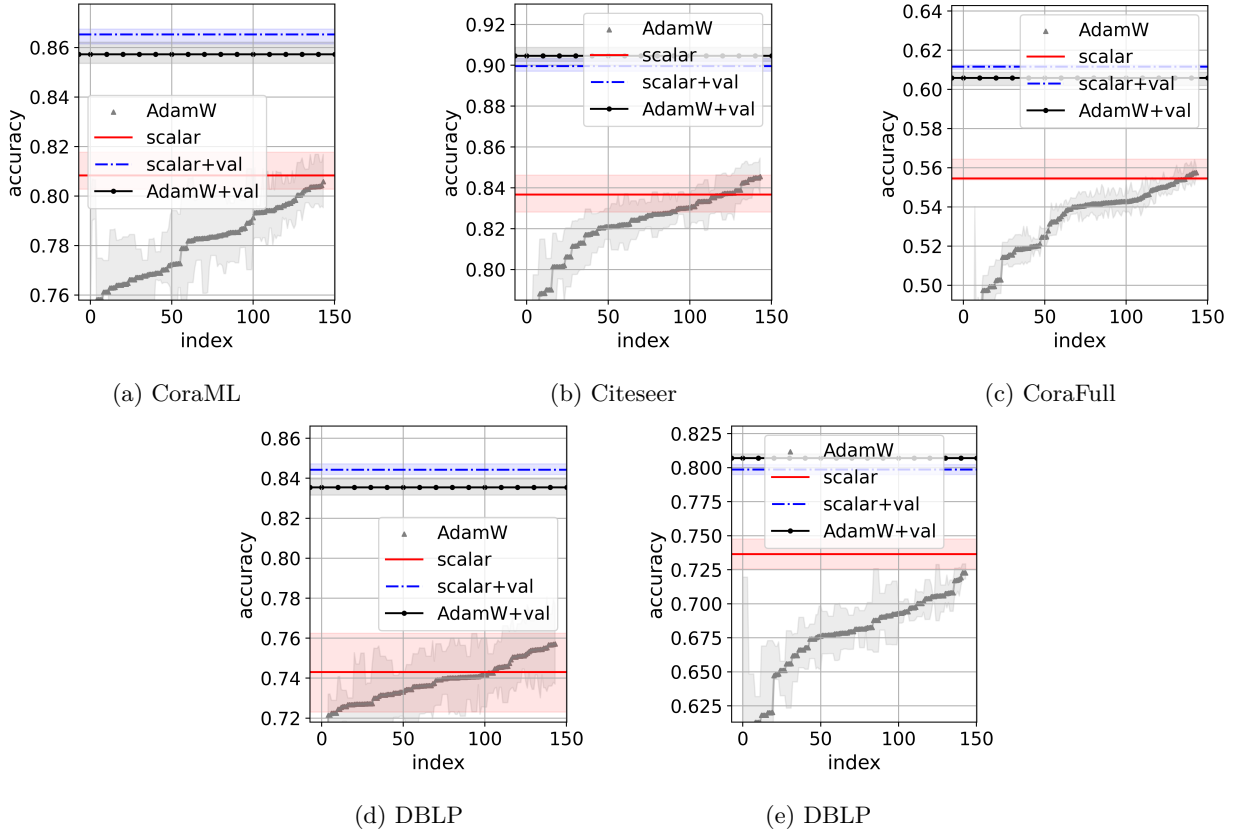 0.86
0.84
0.82
0.80
0.78
0.76
accuracy
AdamW
scalar
scalar+val
AdamW+val
0 50 100 150
index
(a) CoraML
0.92
0.90
0.88
0.86
0.84
0.82
0.80
accuracy
AdamW
scalar
scalar+val
AdamW+val
0 50 100 150
index
(b) Citeseer
0.64
0.62
0.60
0.58
0.56
0.54
0.52
0.50
accuracy
AdamW
scalar
scalar+val
AdamW+val
0 50 100 150
index
(c) CoraFull
0.86
0.84
0.82
0.80
0.78
0.76
0.74
0.72
accuracy
AdamW
scalar
scalar+val
AdamW+val
0 50 100 150
index
(d) DBLP
0.825
0.800
0.775
0.750
0.725
0.700
0.675
0.650
0.625
accuracy
AdamW
scalar
scalar+val
AdamW+val
0 50 100 150
index
(e) DBLP